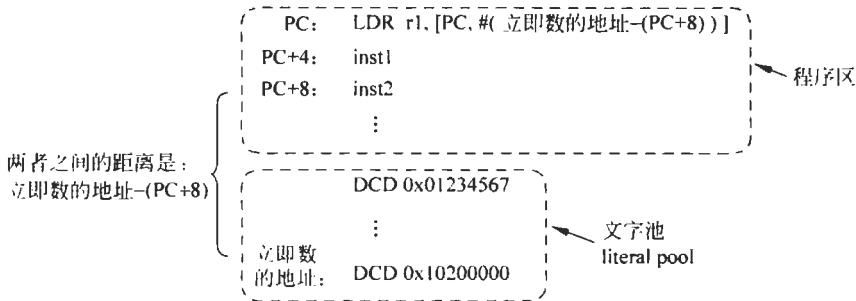 PC: LDR r1, [PC, #( 立即数的地址-(PC+8) ) ]
PC+4: inst1
PC+8: inst2
⋮
程序区
两者之间的距离是：
立即数的地址-(PC+8)
DCD 0x01234567
⋮
立即数
的地址: DCD 0x10200000
文字池
literal pool